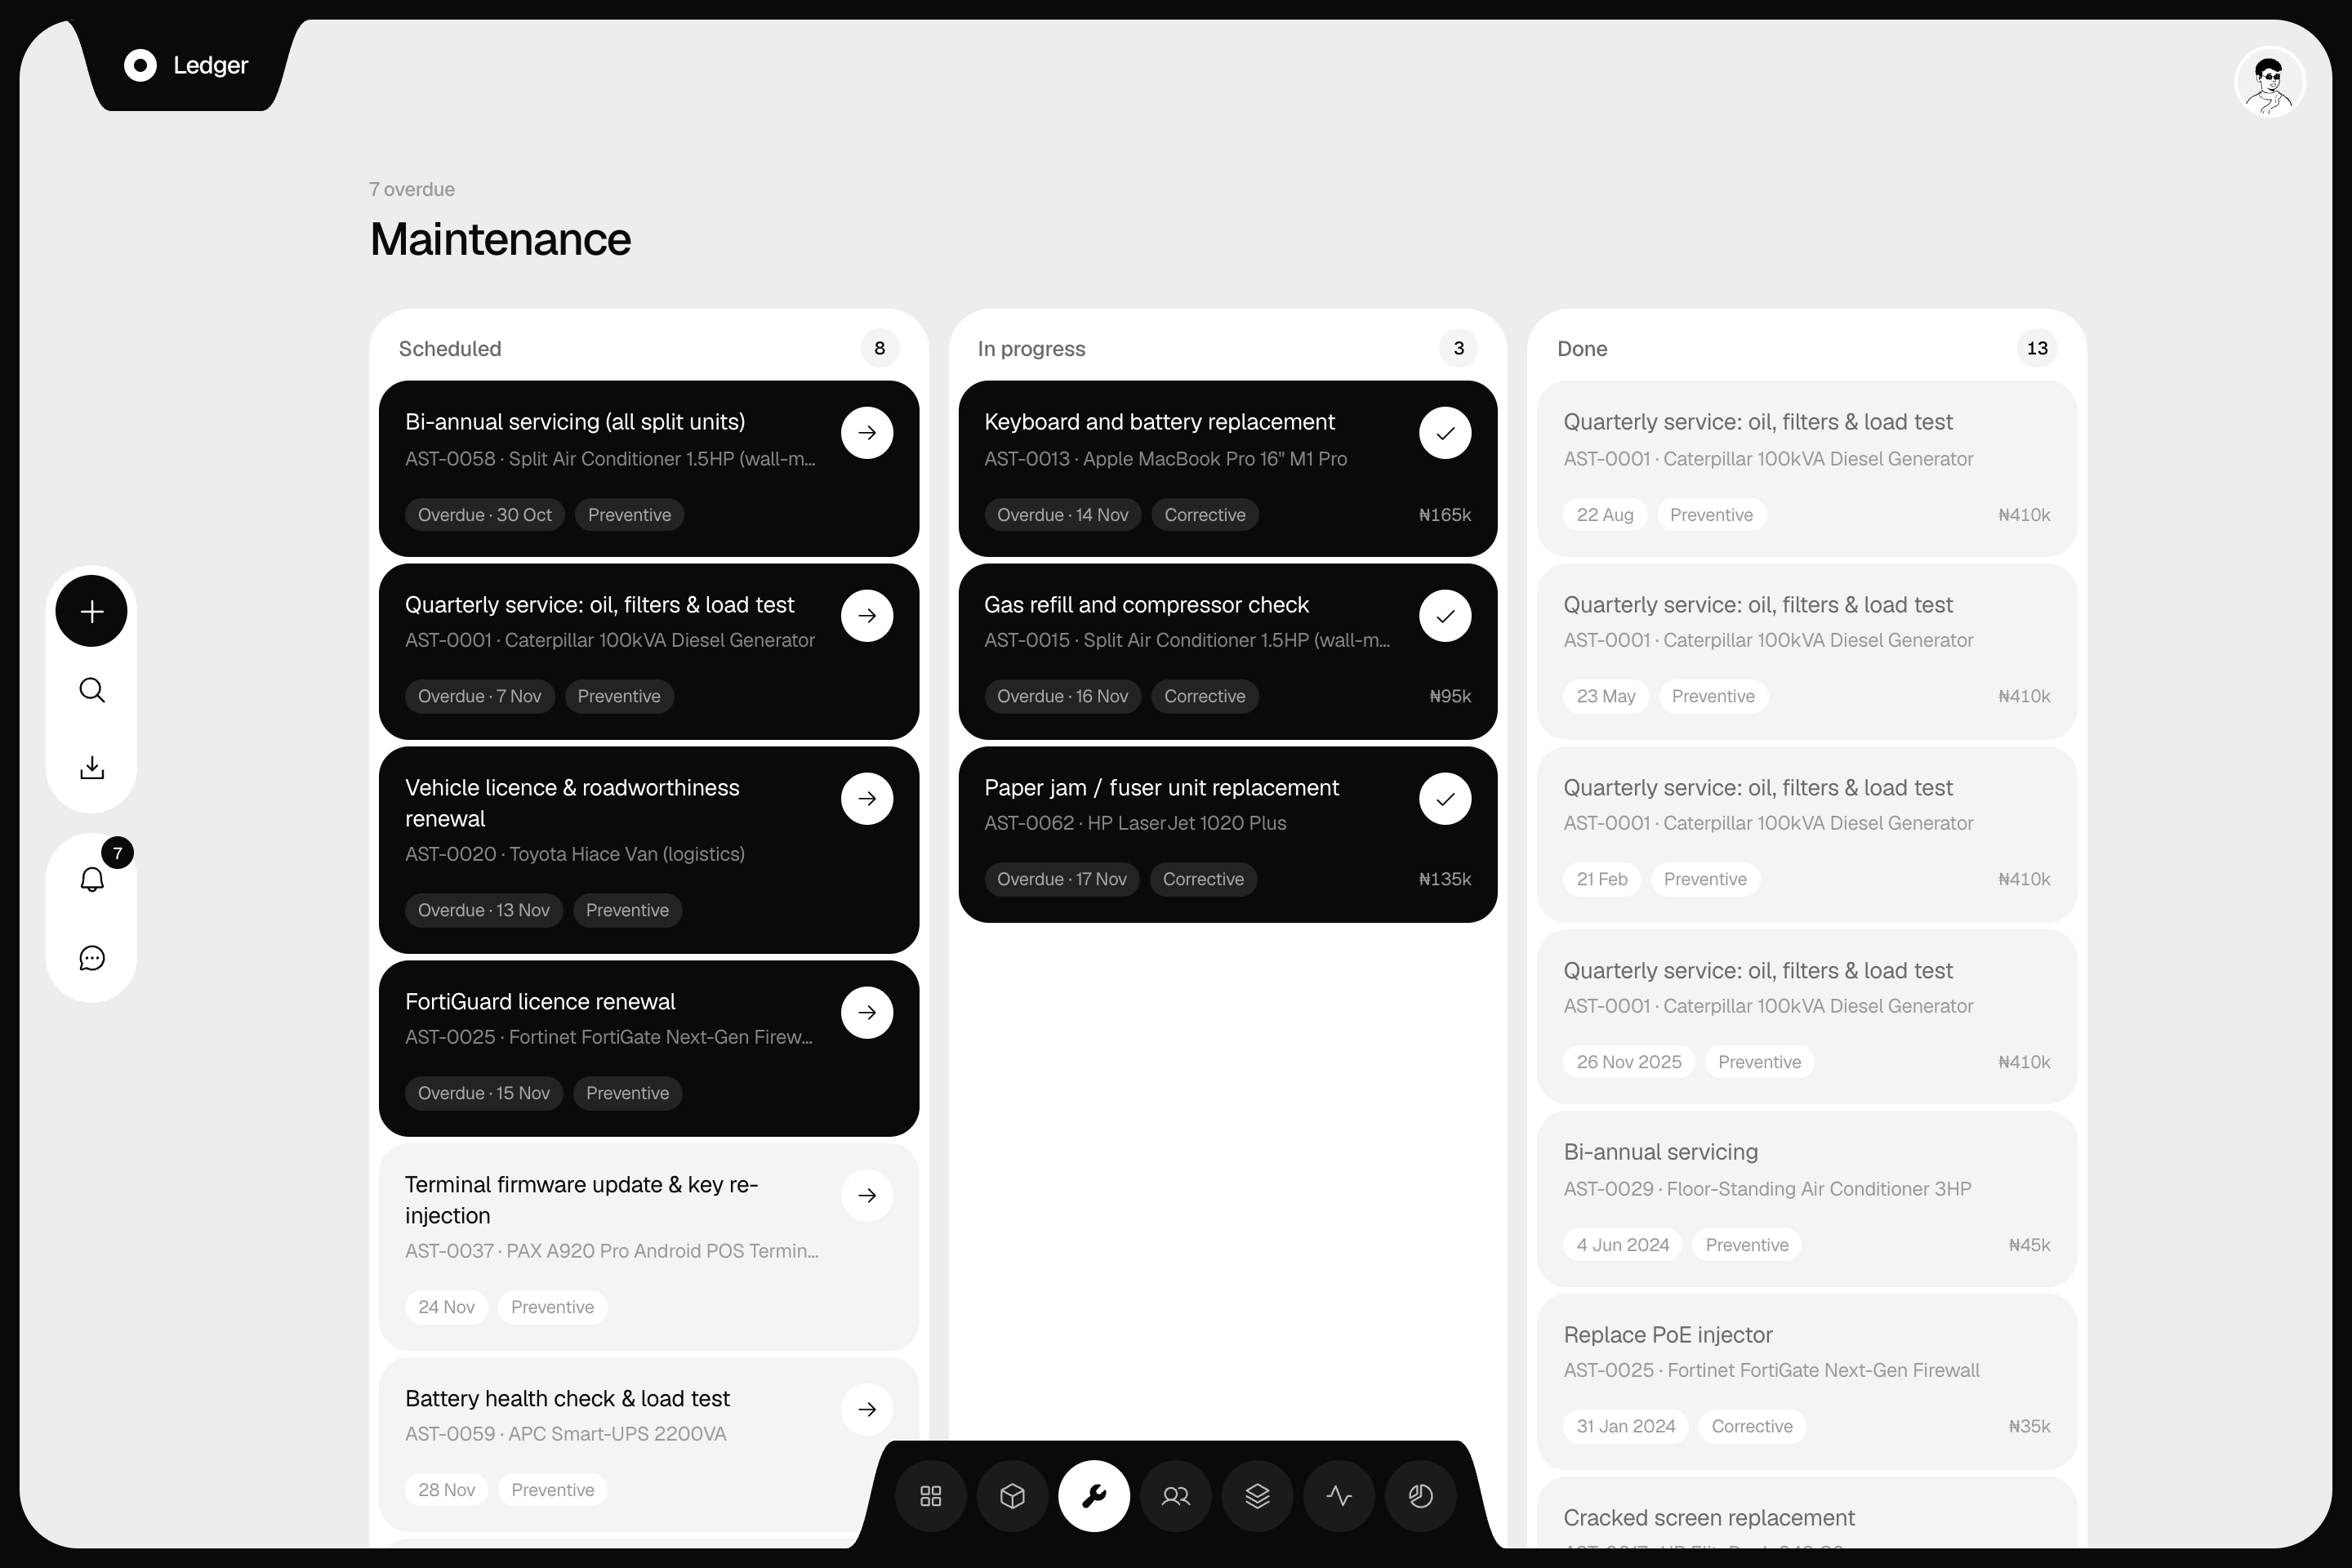 Ledger
7 overdue
Maintenance
Scheduled
8
Bi-annual servicing (all split units)
AST-0058 · Split Air Conditioner 1.5HP (wall-m...
Overdue · 30 Oct
Preventive
Quarterly service: oil, filters & load test
AST-0001 · Caterpillar 100kVA Diesel Generator
Overdue · 7 Nov
Preventive
Vehicle licence & roadworthiness
renewal
AST-0020 · Toyota Hiace Van (logistics)
Overdue · 13 Nov
Preventive
FortiGuard licence renewal
AST-0025 · Fortinet FortiGate Next-Gen Firew...
Overdue · 15 Nov
Preventive
Terminal firmware update & key re-
injection
AST-0037 · PAX A920 Pro Android POS Termin...
24 Nov
Preventive
Battery health check & load test
AST-0059 · APC Smart-UPS 2200VA
28 Nov
Preventive
In progress
3
Keyboard and battery replacement
AST-0013 · Apple MacBook Pro 16" M1 Pro
Overdue · 14 Nov
Corrective
₦165k
Gas refill and compressor check
AST-0015 · Split Air Conditioner 1.5HP (wall-m...
Overdue · 16 Nov
Corrective
₦95k
Paper jam / fuser unit replacement
AST-0062 · HP LaserJet 1020 Plus
Overdue · 17 Nov
Corrective
₦135k
Done
13
Quarterly service: oil, filters & load test
AST-0001 · Caterpillar 100kVA Diesel Generator
22 Aug
Preventive
₦410k
Quarterly service: oil, filters & load test
AST-0001 · Caterpillar 100kVA Diesel Generator
23 May
Preventive
₦410k
Quarterly service: oil, filters & load test
AST-0001 · Caterpillar 100kVA Diesel Generator
21 Feb
Preventive
₦410k
Quarterly service: oil, filters & load test
AST-0001 · Caterpillar 100kVA Diesel Generator
26 Nov 2025
Preventive
₦410k
Bi-annual servicing
AST-0029 · Floor-Standing Air Conditioner 3HP
4 Jun 2024
Preventive
₦45k
Replace PoE injector
AST-0025 · Fortinet FortiGate Next-Gen Firewall
31 Jan 2024
Corrective
₦35k
Cracked screen replacement
7